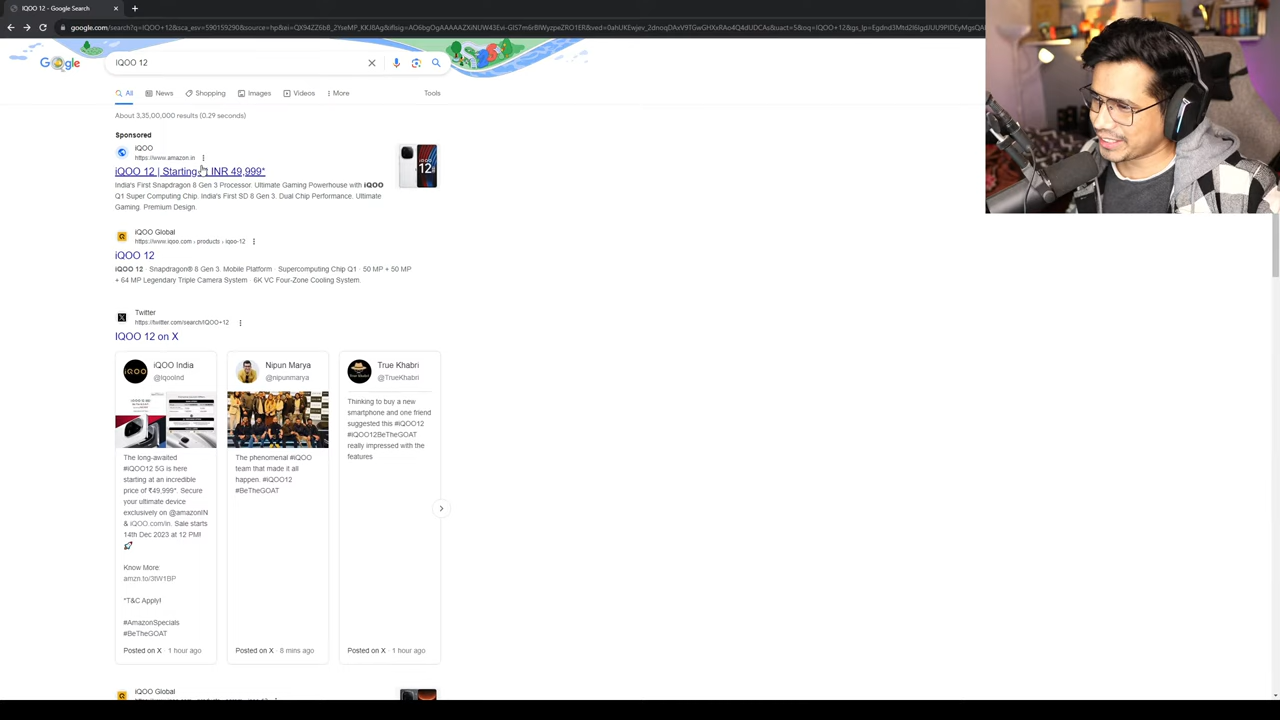 IQOO 12 - Google Search
Google
IQOO 12
All
News
Shopping
Images
Videos
More
Tools
About 3,35,00,000 results (0.29 seconds)
Sponsored
iQOO
https://www.amazon.in
iQOO 12 | Starting INR 49,999*
India's First Snapdragon 8 Gen 3 Processor. Ultimate Gaming Powerhouse with iQOO
Q1 Super Computing Chip. India's First SD 8 Gen 3. Dual Chip Performance. Ultimate
Gaming. Premium Design.
12
iQOO Global
https://www.iqoo.com › products › iqoo-12
iQOO 12
iQOO 12 · Snapdragon® 8 Gen 3. Mobile Platform · Supercomputing Chip Q1 · 50 MP + 50 MP
+ 64 MP Legendary Triple Camera System · 6K VC Four-Zone Cooling System.
Twitter
https://twitter.com/search/IQOO+12
IQOO 12 on X
iQOO India
@IqooInd
The long-awaited
#iQOO12 5G is here
starting at an incredible
price of ₹49,999*. Secure
your ultimate device
exclusively on @amazonIN
& iQOO.com/in. Sale starts
14th Dec 2023 at 12 PM!
Know More:
amzn.to/3tW1BP
*T&C Apply!
#AmazonSpecials
#BeTheGOAT
Posted on X · 1 hour ago
Nipun Marya
@nipunmarya
The phenomenal #iQOO
team that made it all
happen. #iQOO12
#BeTheGOAT
Posted on X · 8 mins ago
True Khabri
@TrueKhabri
Thinking to buy a new
smartphone and one friend
suggested this #iQOO12
#iQOO12BeTheGOAT
really impressed with the
features
Posted on X · 1 hour ago
iQOO Global